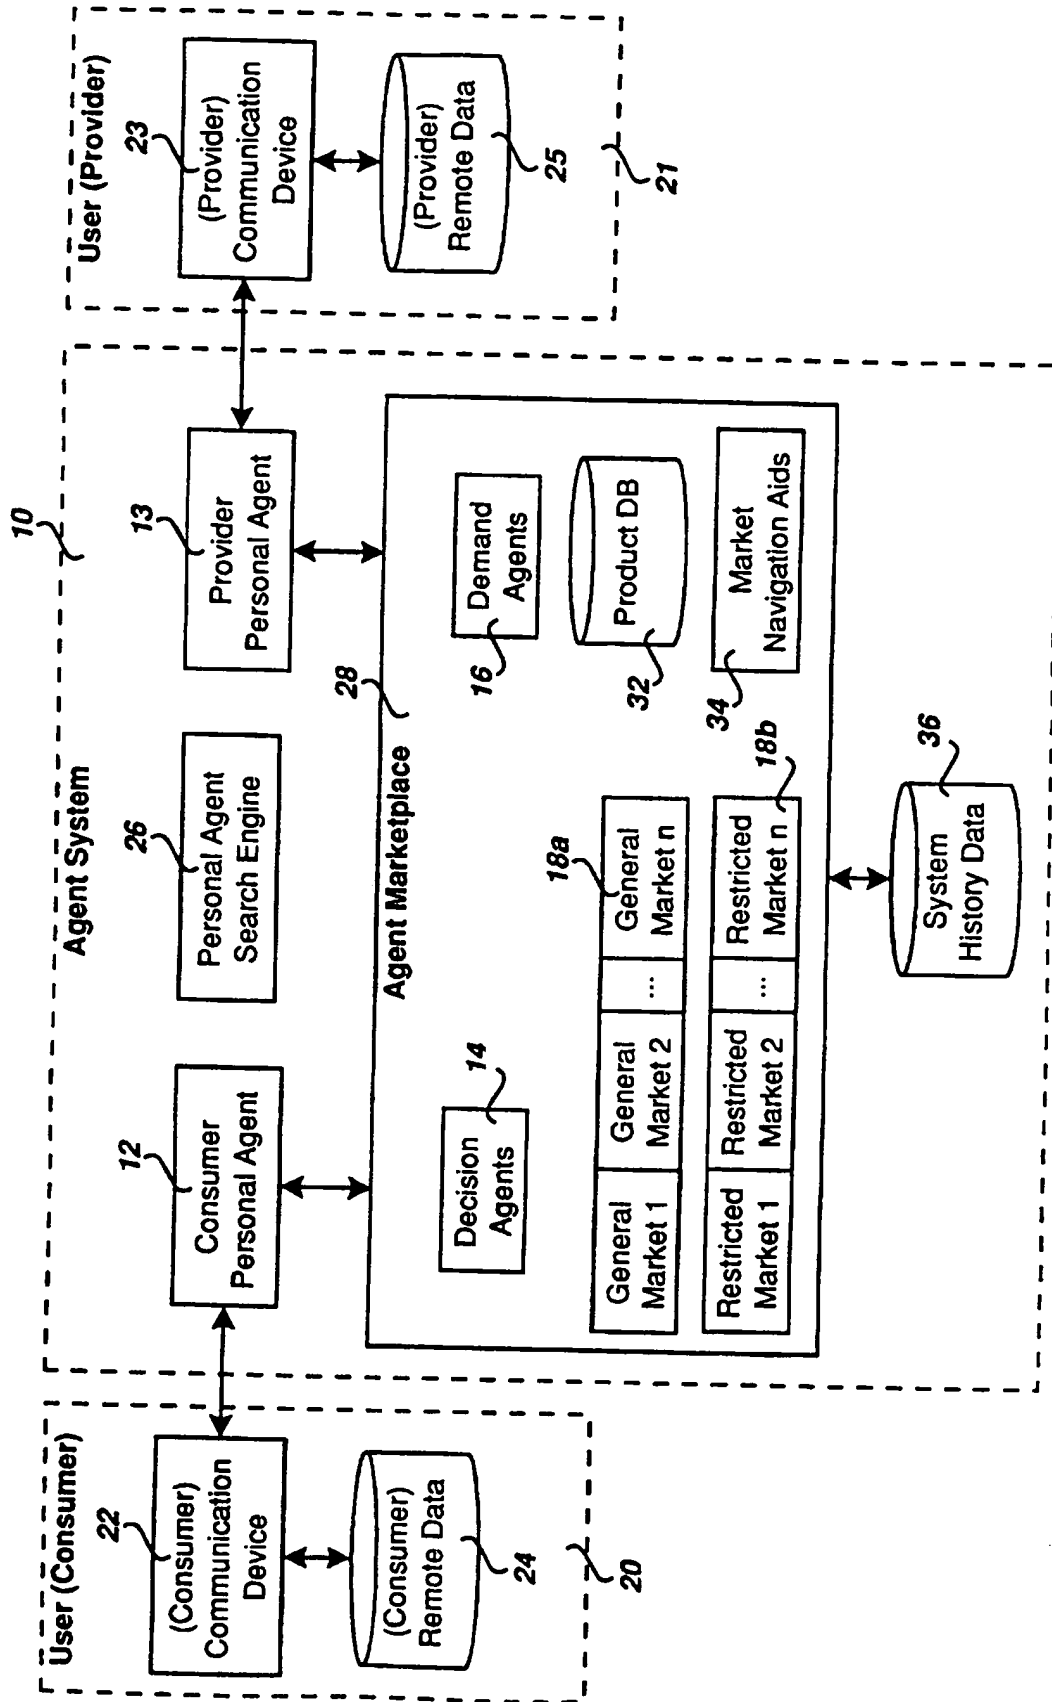 User (Consumer)
22
(Consumer)
Communication
Device
(Consumer)
Remote Data
24
20
10
Agent System
12
Consumer
Personal Agent
26
Personal Agent
Search Engine
13
Provider
Personal Agent
28
Agent Marketplace
Decision
Agents
14
Demand
Agents
16
Product DB
32
Market
Navigation Aids
34
18a
General
Market 1
General
Market 2
...
General
Market n
Restricted
Market 1
Restricted
Market 2
...
Restricted
Market n
18b
System
History Data
36
User (Provider)
23
(Provider)
Communication
Device
(Provider)
Remote Data
25
21